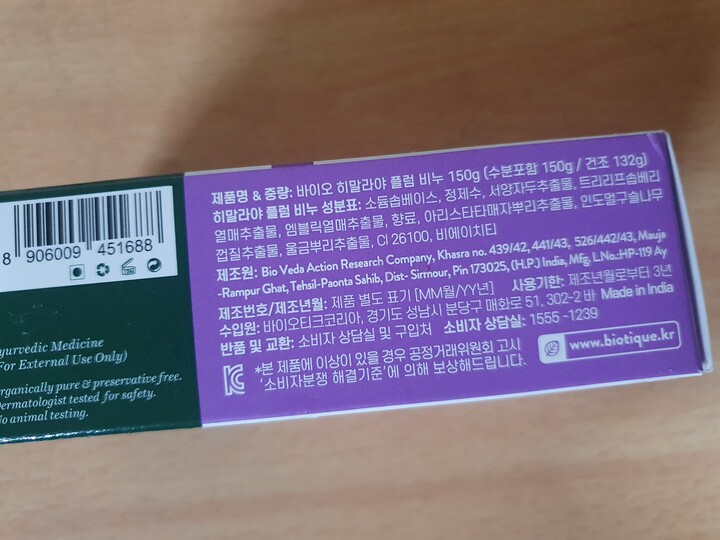 8 906009 451688
yurvedic Medicine
For External Use Only)
rganically pure & preservative free.
Dermatologist tested for safety.
No animal testing.
제품명 & 중량: 바이오 히말라야 플럼 비누 150g (수분포함 150g / 건조 132g)
히말라야 플럼 비누 성분표: 소듐솝베이스, 정제수, 서양자두추출물, 트리리프솝베리
열매추출물, 엠블릭열매추출물, 향료, 아리스타타매자뿌리추출물, 인도멀구슬나무
껍질추출물, 울금뿌리추출물, CI 26100, 비에이치티
제조원: Bio Veda Action Research Company, Khasra no. 439/42, 441/43, 526/442/43, Mauja
-Rampur Ghat, Tehsil-Paonta Sahib, Dist- Sirmour, Pin 173025, (H.P.) India, Mfg. LNo.:HP-119 Ay
제조번호/제조년월: 제품 별도 표기 [MM월/YY년] 사용기한: 제조년월로부터 3년
수입원: 바이오티크코리아, 경기도 성남시 분당구 매화로 51, 302-2 바 Made in India
반품 및 교환: 소비자 상담실 및 구입처 소비자 상담실: 1555 -1239
*본 제품에 이상이 있을 경우 공정거래위원회 고시
'소비자분쟁 해결기준'에 의해 보상해드립니다.
www.biotique.kr